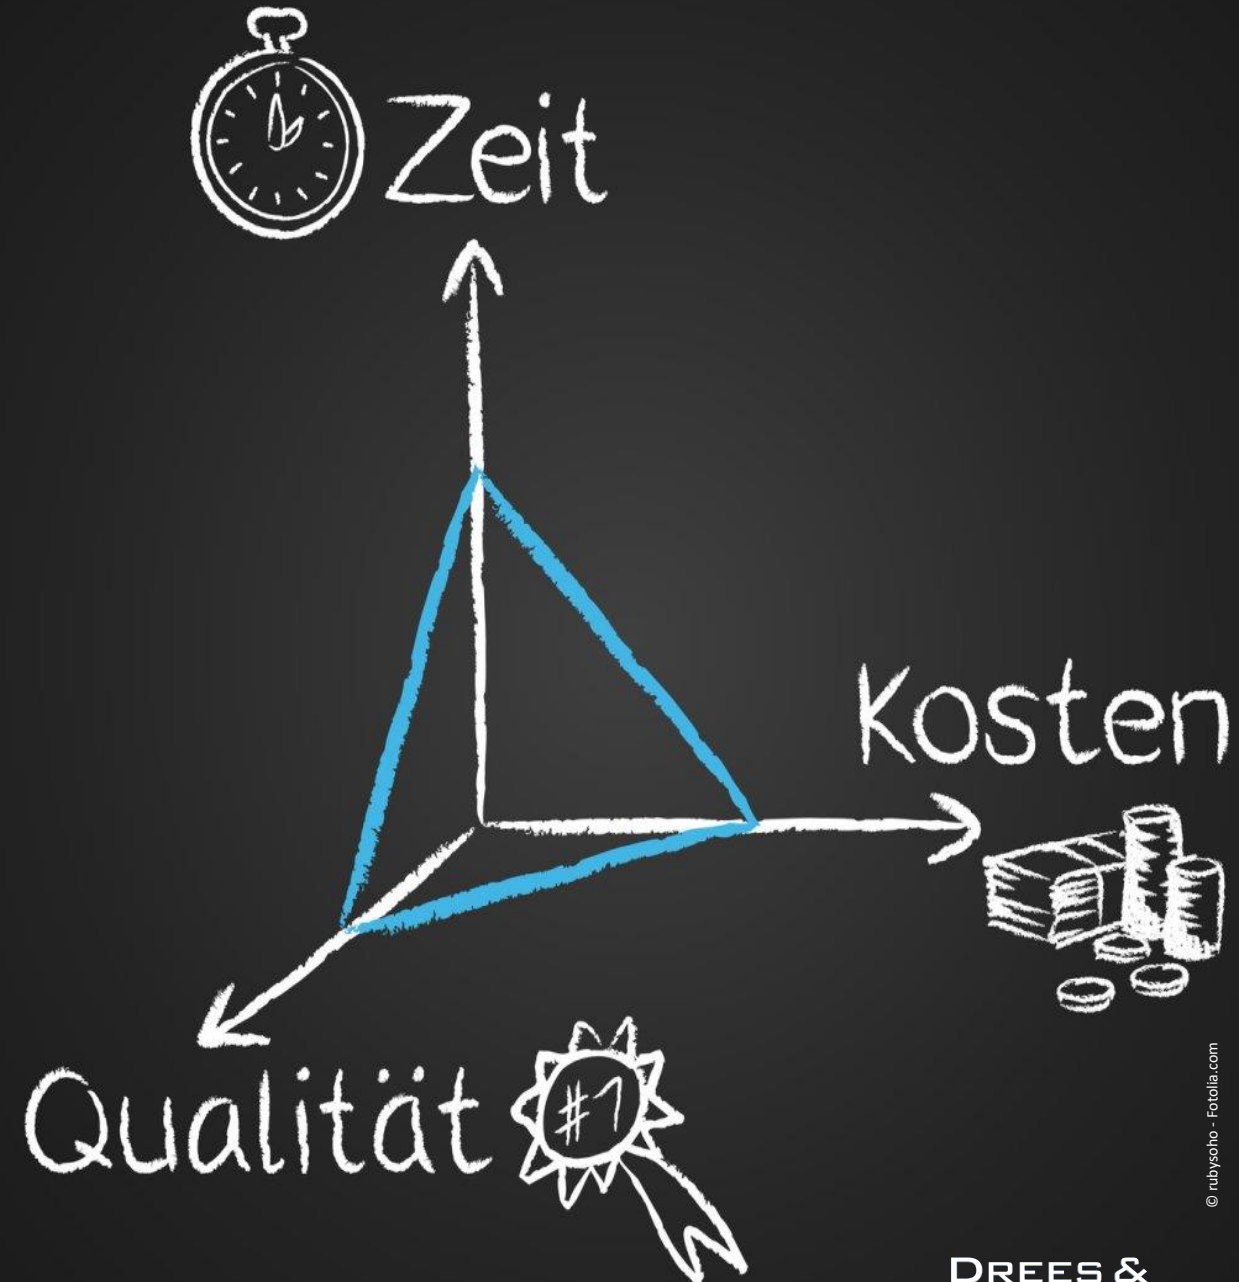 Zeit
Kosten
Qualität
#1
© rubysoho - Fotolia.com
DREES &